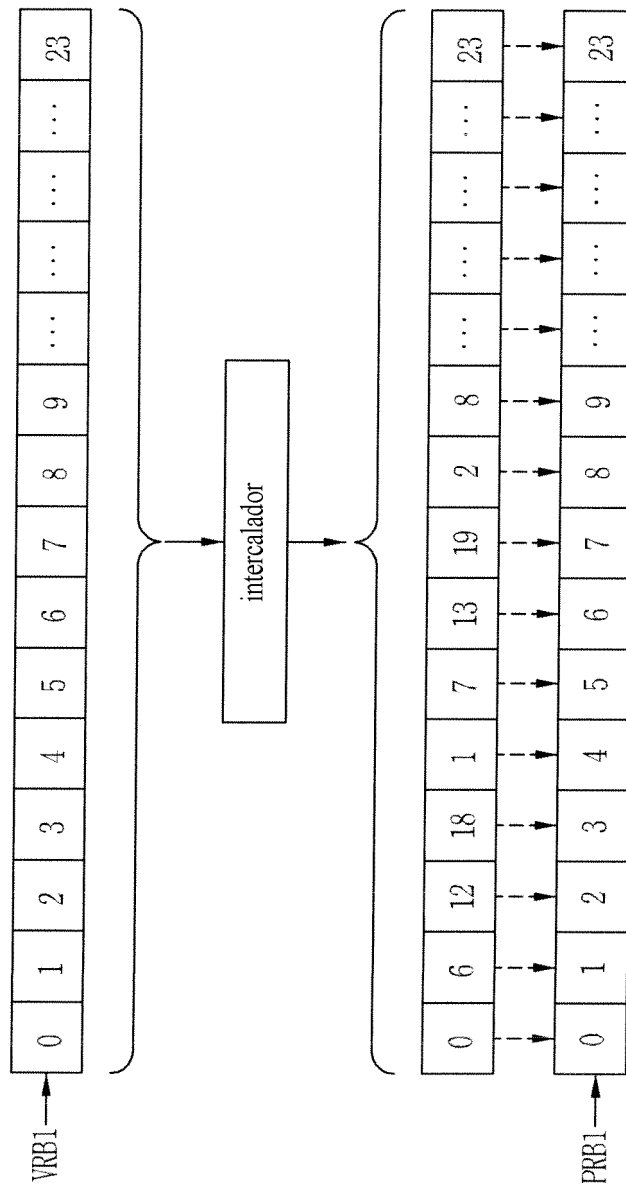 VRB1 0 1 2 3 4 5 6 7 8 9 ... ... ... ... 23
intercalador
0 6 12 18 1 7 13 19 2 8 ... ... ... ... 23
PRB1 0 1 2 3 4 5 6 7 8 9 ... ... ... ... 23